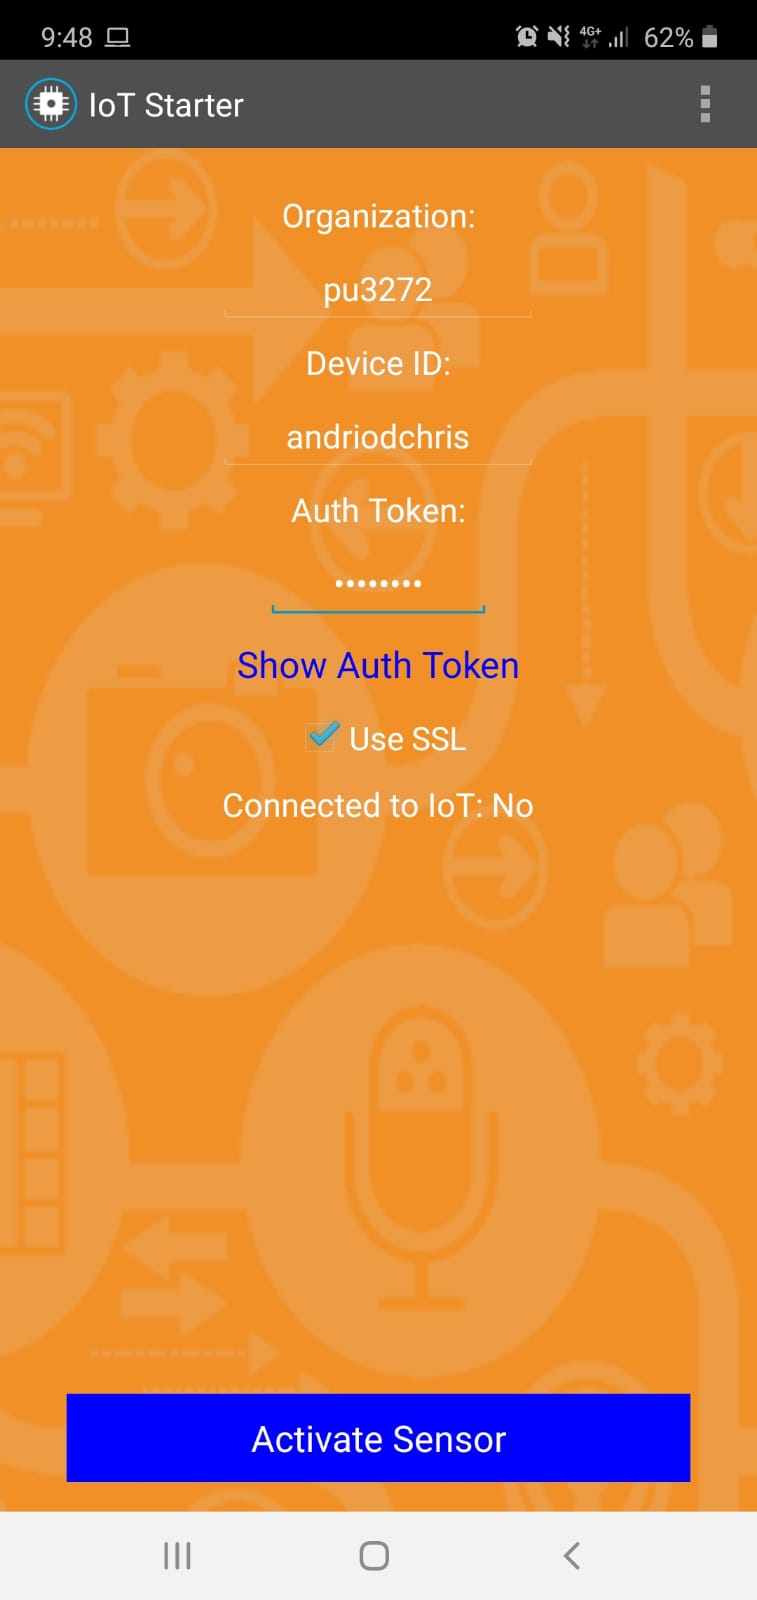 9:48 4G+ 62%
IoT Starter
Organization:
pu3272
Device ID:
andriodchris
Auth Token:
••••••••
Show Auth Token
Use SSL
Connected to IoT: No
Activate Sensor